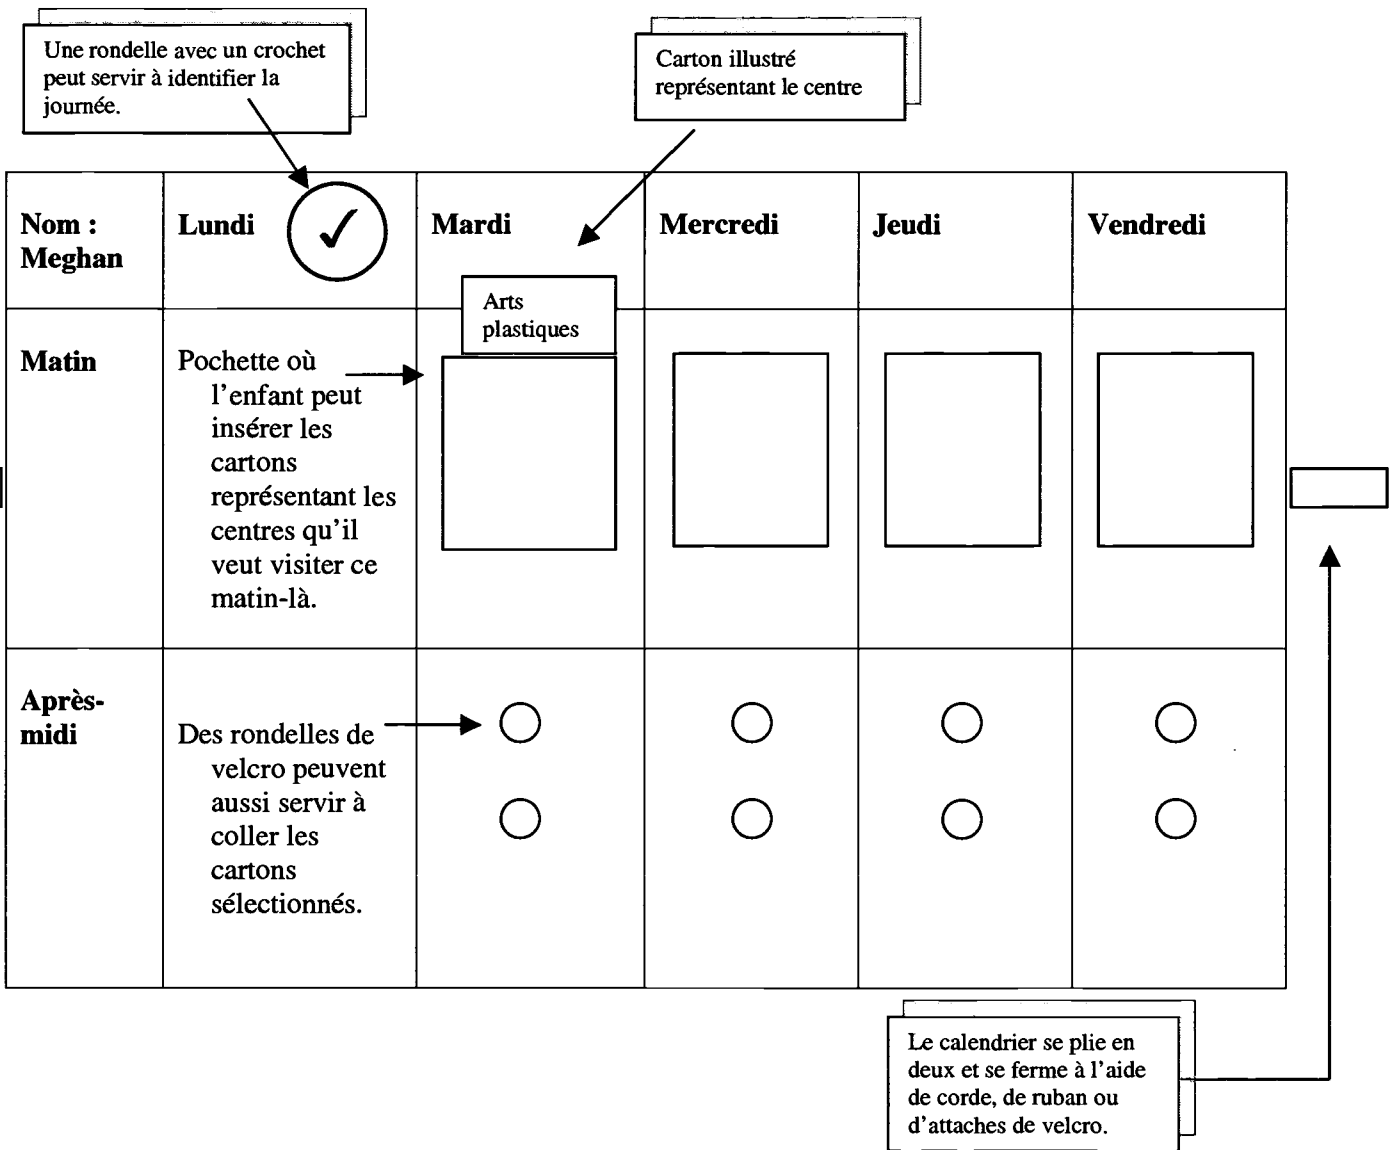 Une rondelle avec un crochet
peut servir à identifier la
journée.
Carton illustré
représentant le centre
Nom :
Meghan
Lundi
✓
Mardi
Mercredi
Jeudi
Vendredi
Arts
plastiques
Matin
Pochette où
l'enfant peut
insérer les
cartons
représentant les
centres qu'il
veut visiter ce
matin-là.
Après-
midi
Des rondelles de
velcro peuvent
aussi servir à
coller les
cartons
sélectionnés.
Le calendrier se plie en
deux et se ferme à l'aide
de corde, de ruban ou
d'attaches de velcro.